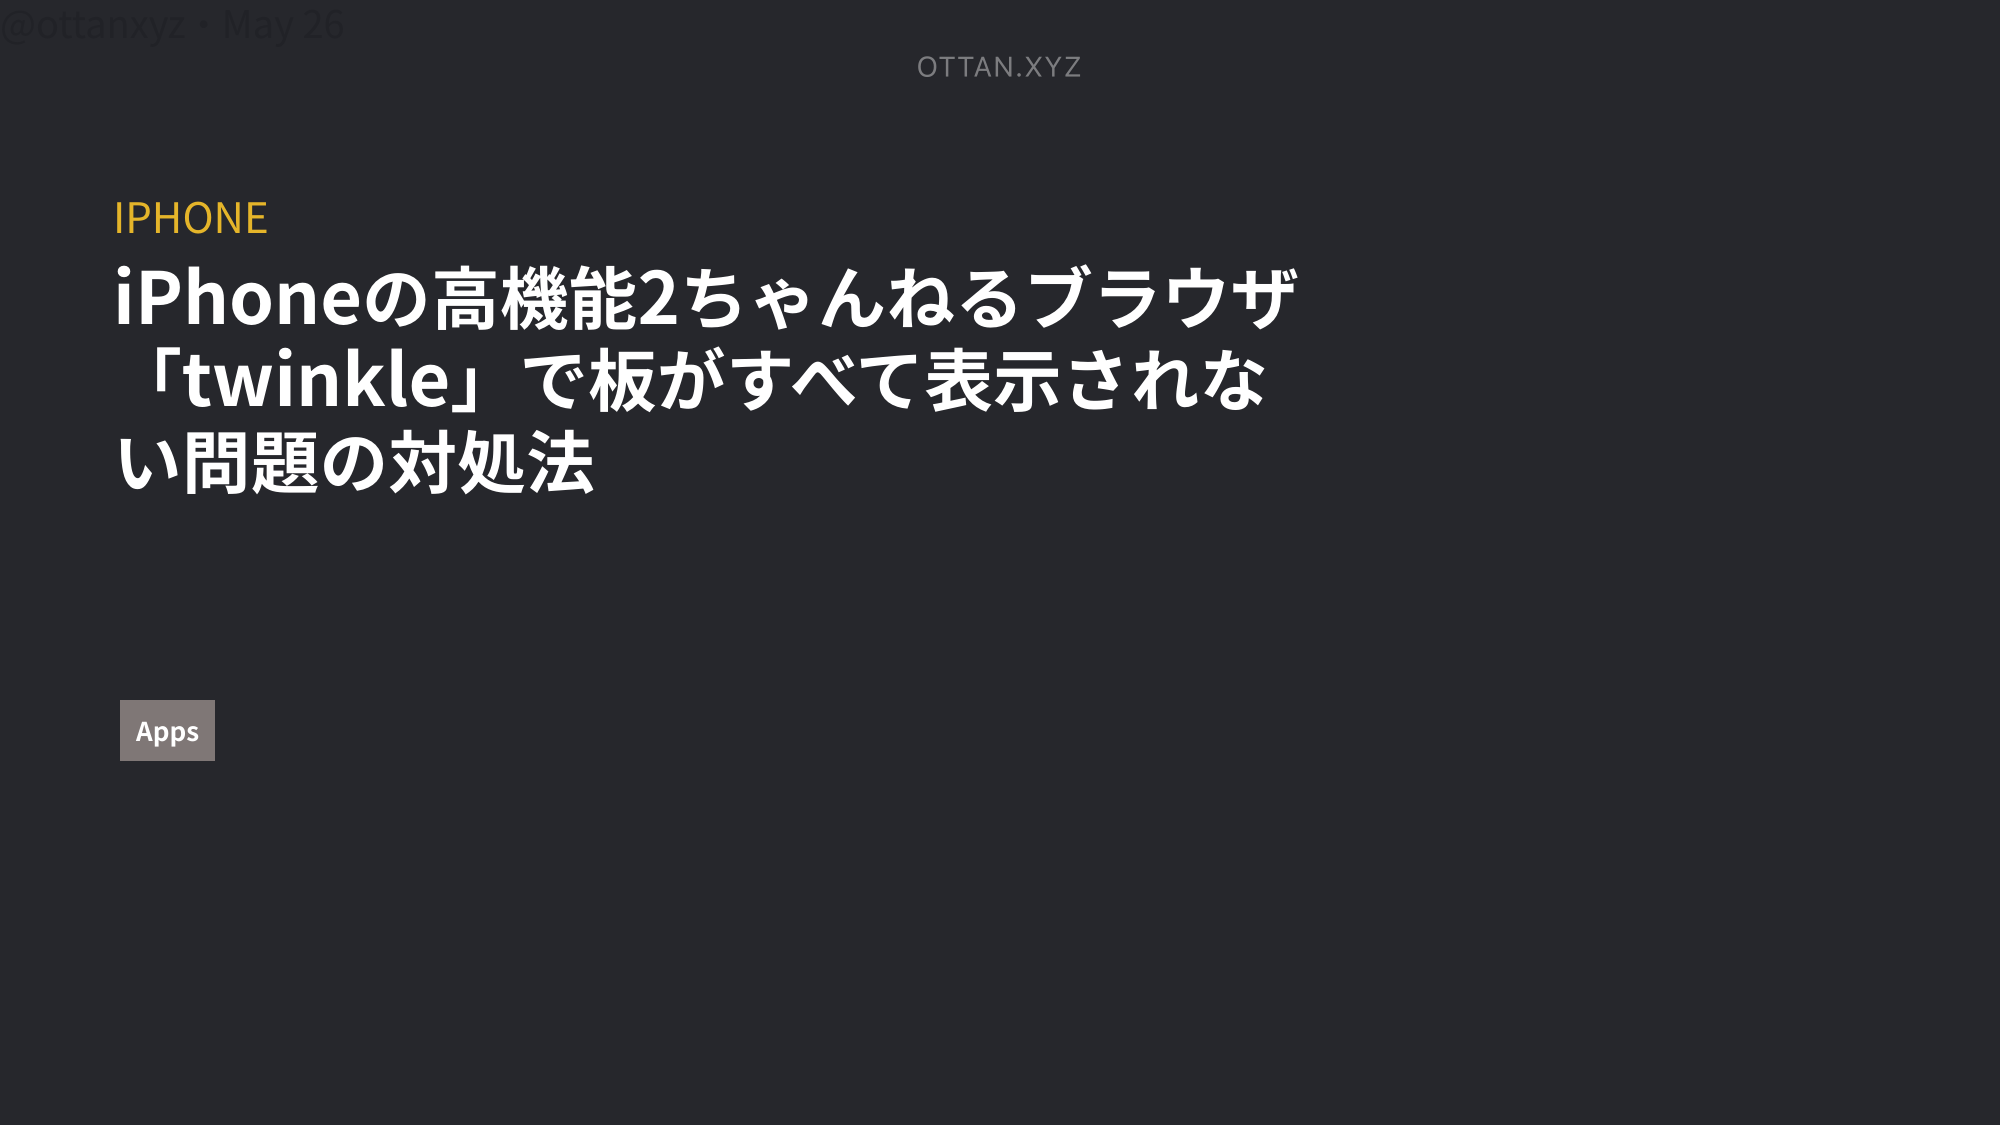 @ottanxyz・May 26
OTTAN.XYZ
IPHONE
iPhoneの高機能2ちゃんねるブラウザ
「twinkle」で板がすべて表示されな
い問題の対処法
Apps